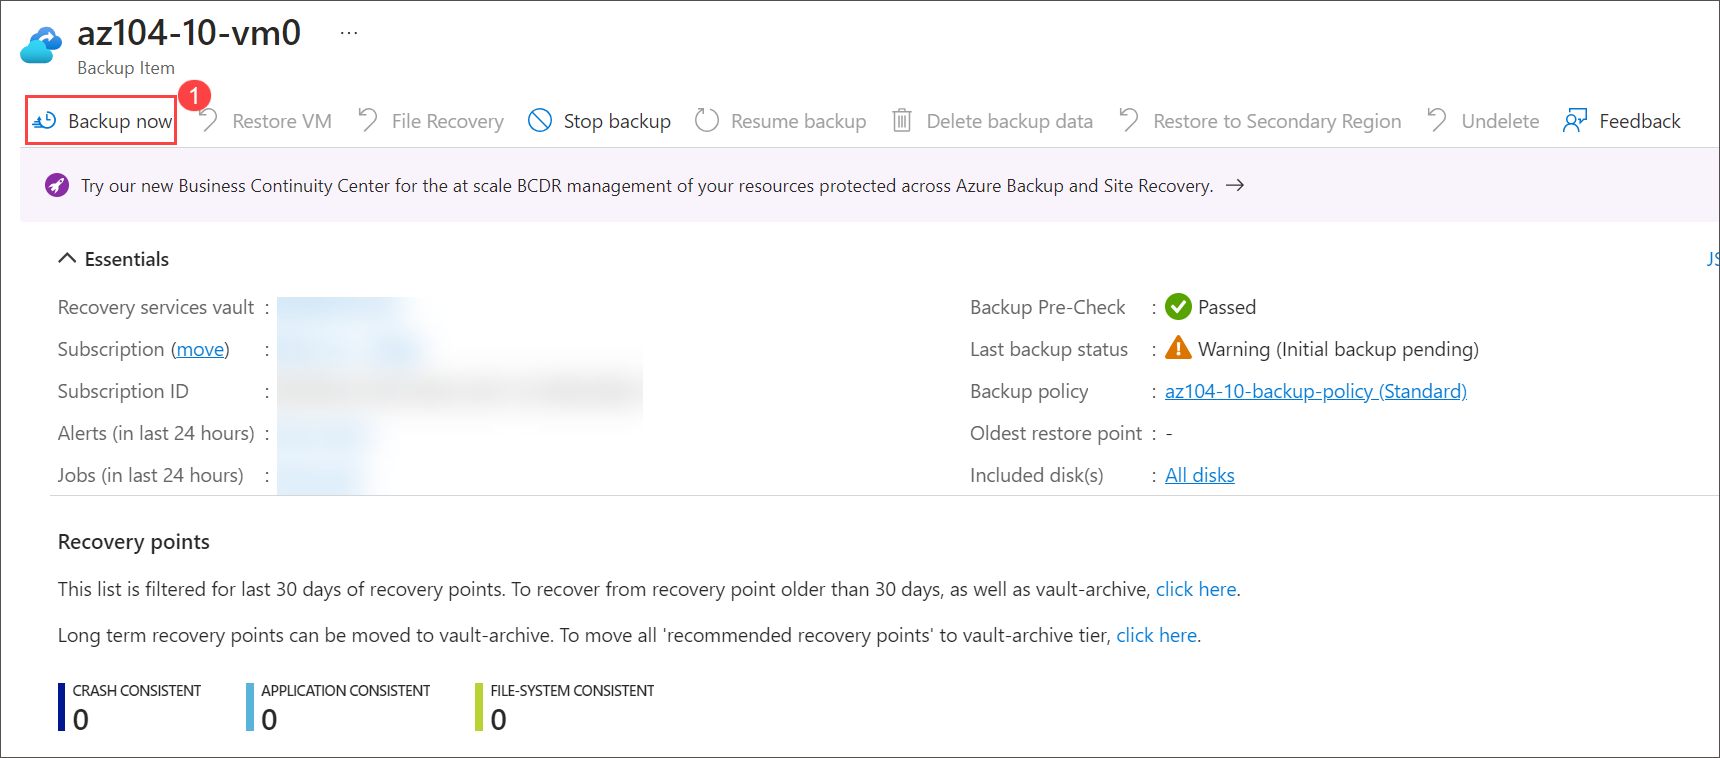 az104-10-vm0 ...
Backup Item
1
Backup now Restore VM File Recovery Stop backup Resume backup Delete backup data Restore to Secondary Region Undelete Feedback
Try our new Business Continuity Center for the at scale BCDR management of your resources protected across Azure Backup and Site Recovery. →
Essentials
JS
Recovery services vault :
Subscription (move) :
Subscription ID :
Alerts (in last 24 hours) :
Jobs (in last 24 hours) :
Backup Pre-Check : Passed
Last backup status : Warning (Initial backup pending)
Backup policy : az104-10-backup-policy (Standard)
Oldest restore point : -
Included disk(s) : All disks
Recovery points
This list is filtered for last 30 days of recovery points. To recover from recovery point older than 30 days, as well as vault-archive, click here.
Long term recovery points can be moved to vault-archive. To move all 'recommended recovery points' to vault-archive tier, click here.
CRASH CONSISTENT
0
APPLICATION CONSISTENT
0
FILE-SYSTEM CONSISTENT
0